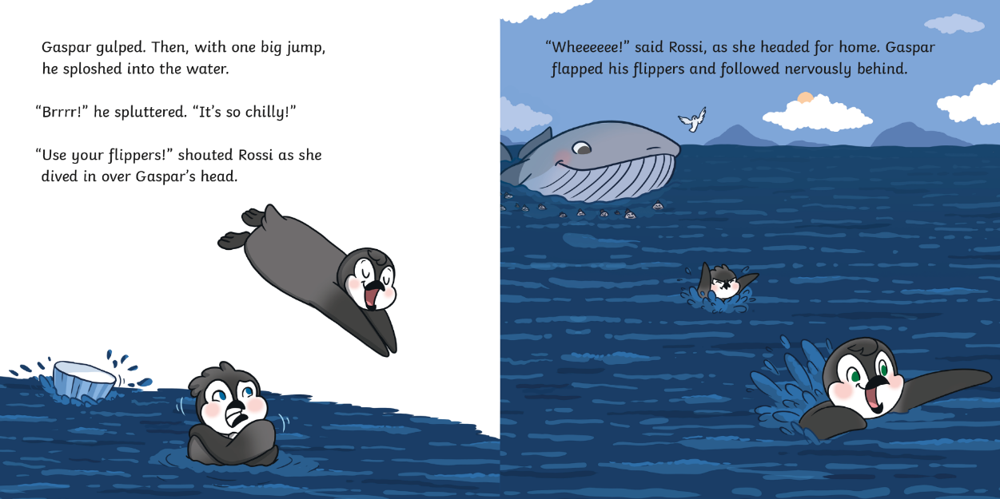 Gaspar gulped. Then, with one big jump,
he sploshed into the water.
“Brrrr!” he spluttered. “It’s so chilly!”
“Use your flippers!” shouted Rossi as she
dived in over Gaspar’s head.
“Wheeeeee!” said Rossi, as she headed for home. Gaspar
flapped his flippers and followed nervously behind.